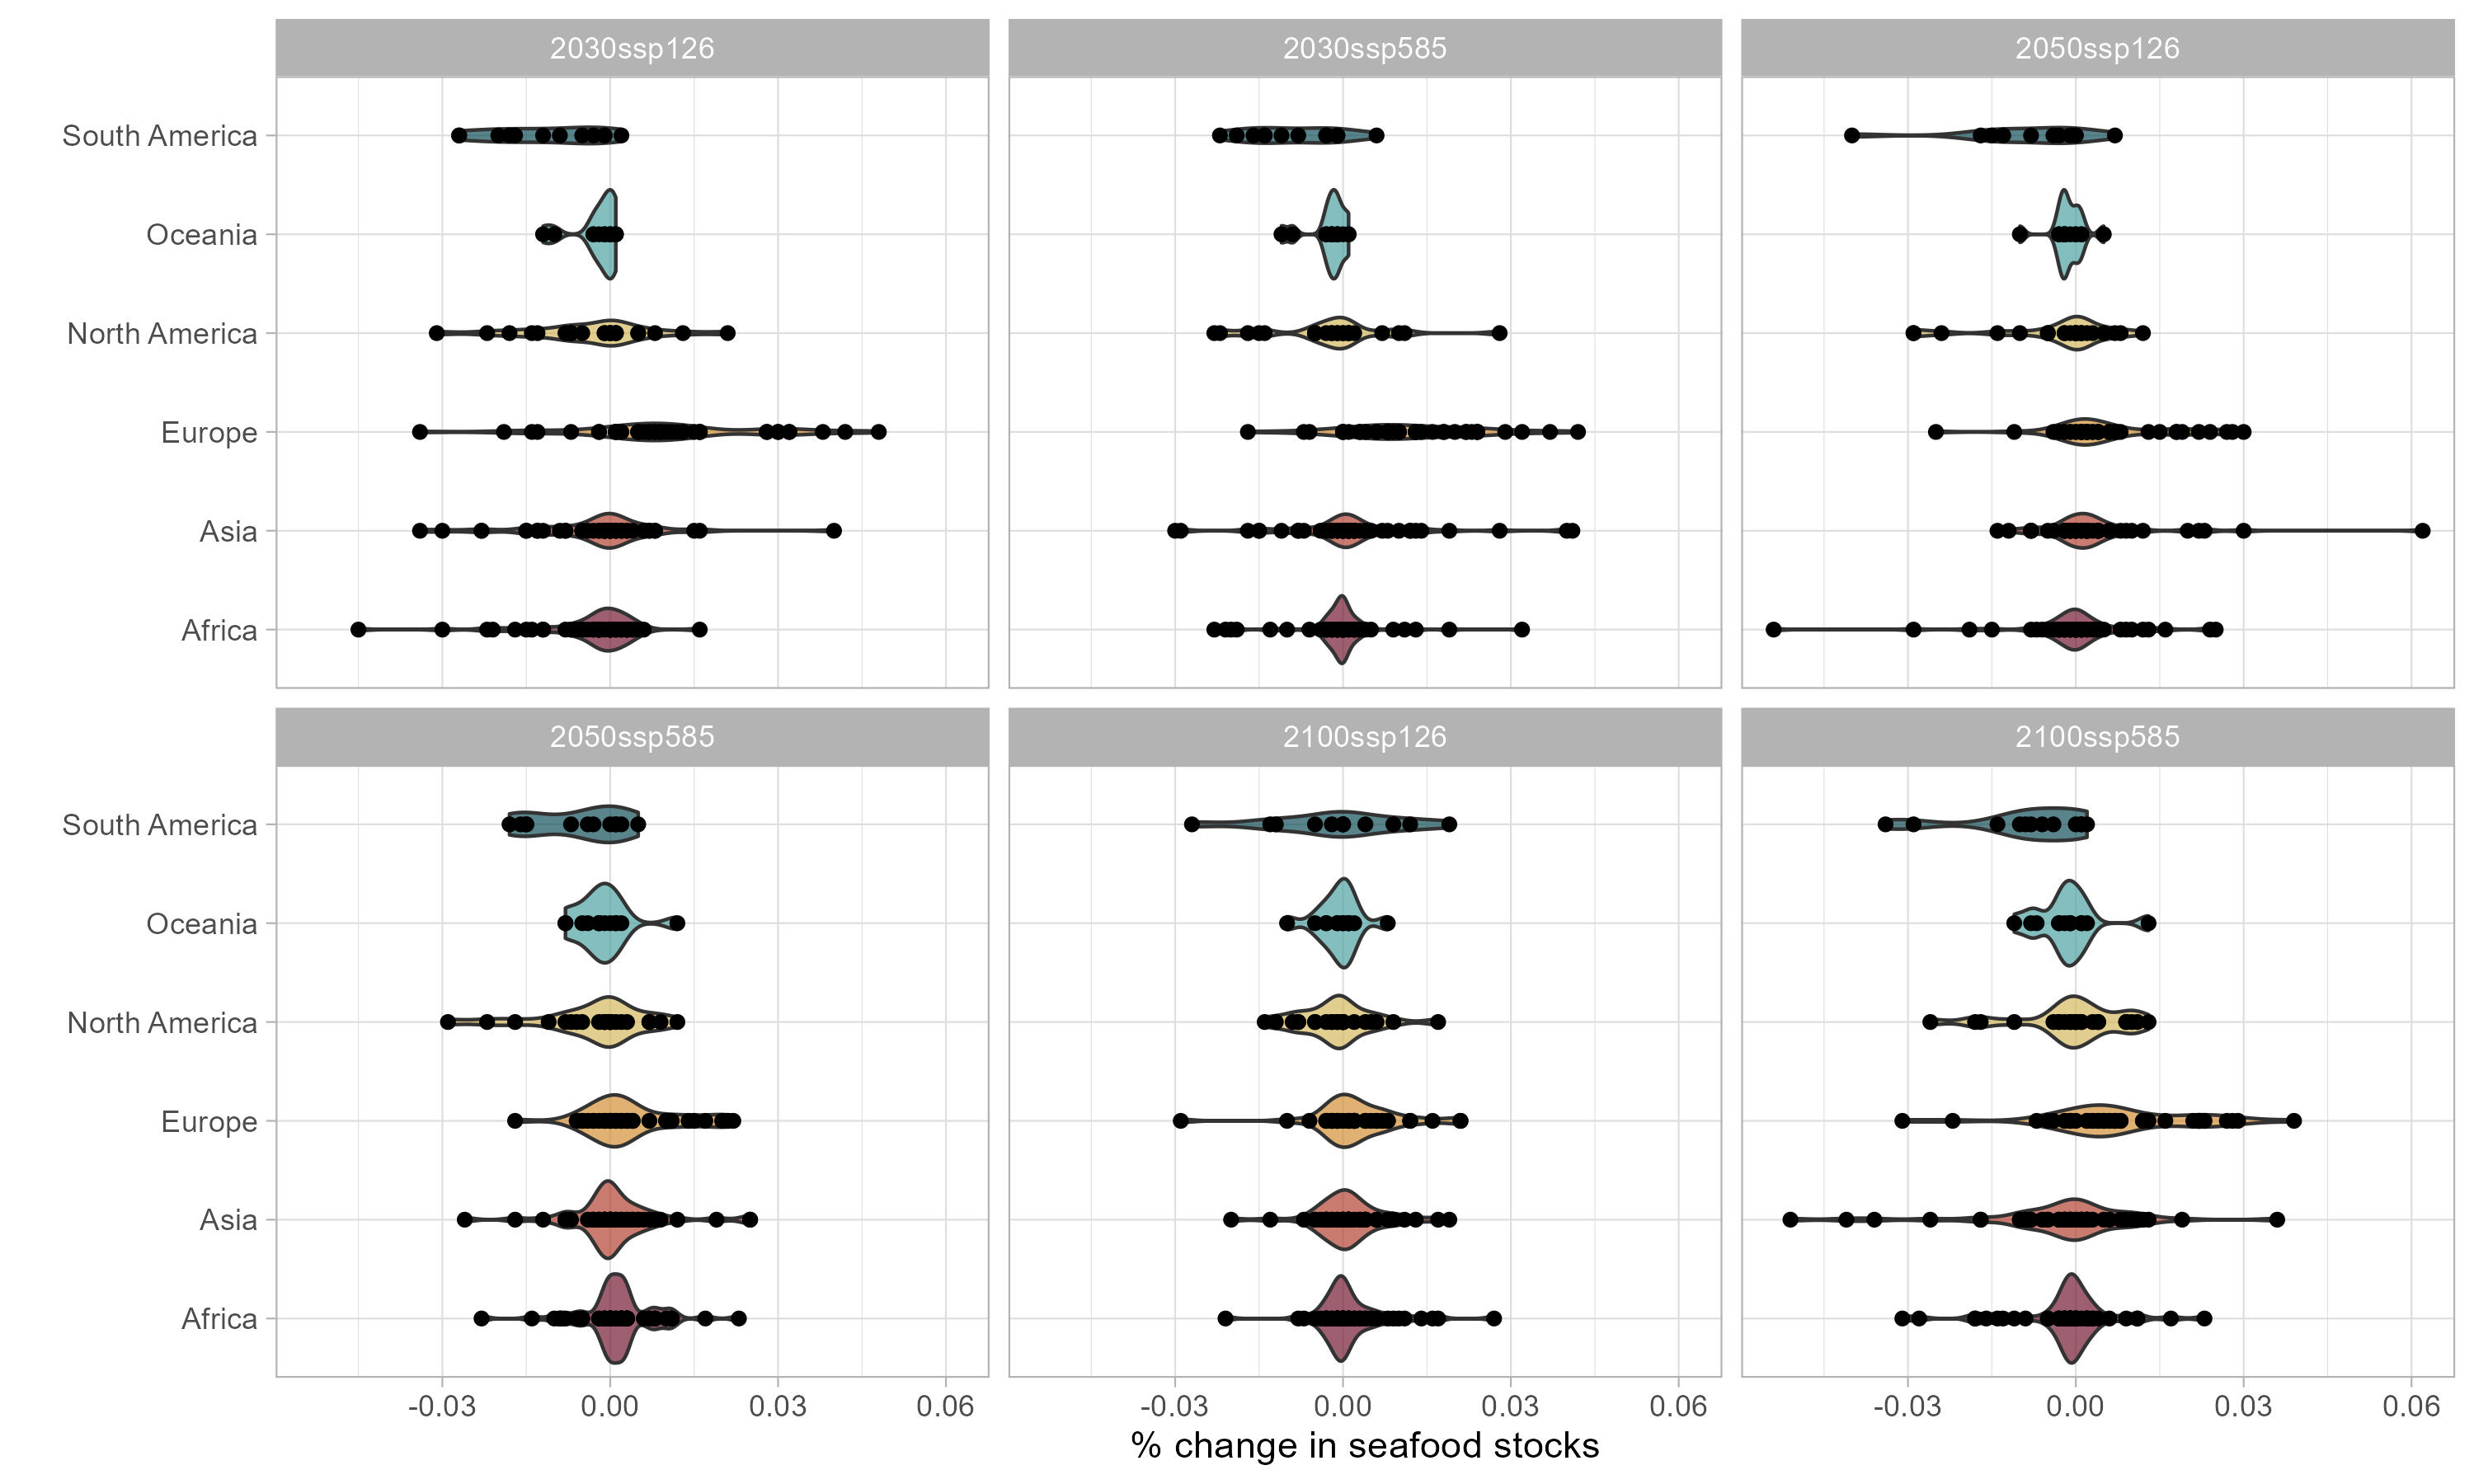 2030ssp126 2030ssp585 2050ssp126
South America
Oceania
North America
Europe
Asia
Africa
2050ssp585 2100ssp126 2100ssp585
South America
Oceania
North America
Europe
Asia
Africa
-0.03 0.00 0.03 0.06 -0.03 0.00 0.03 0.06 -0.03 0.00 0.03 0.06
% change in seafood stocks